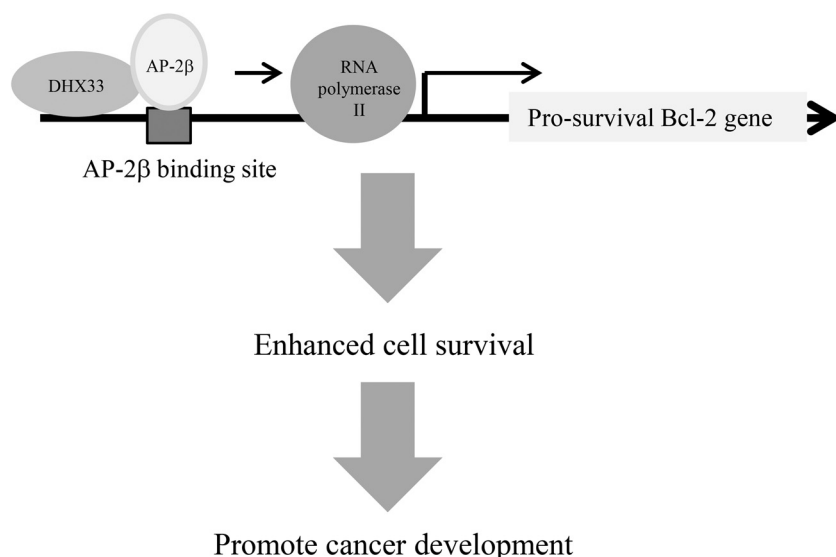 DHX33
AP-2β
RNA
polymerase
II
Pro-survival Bcl-2 gene
AP-2β binding site
Enhanced cell survival
Promote cancer development